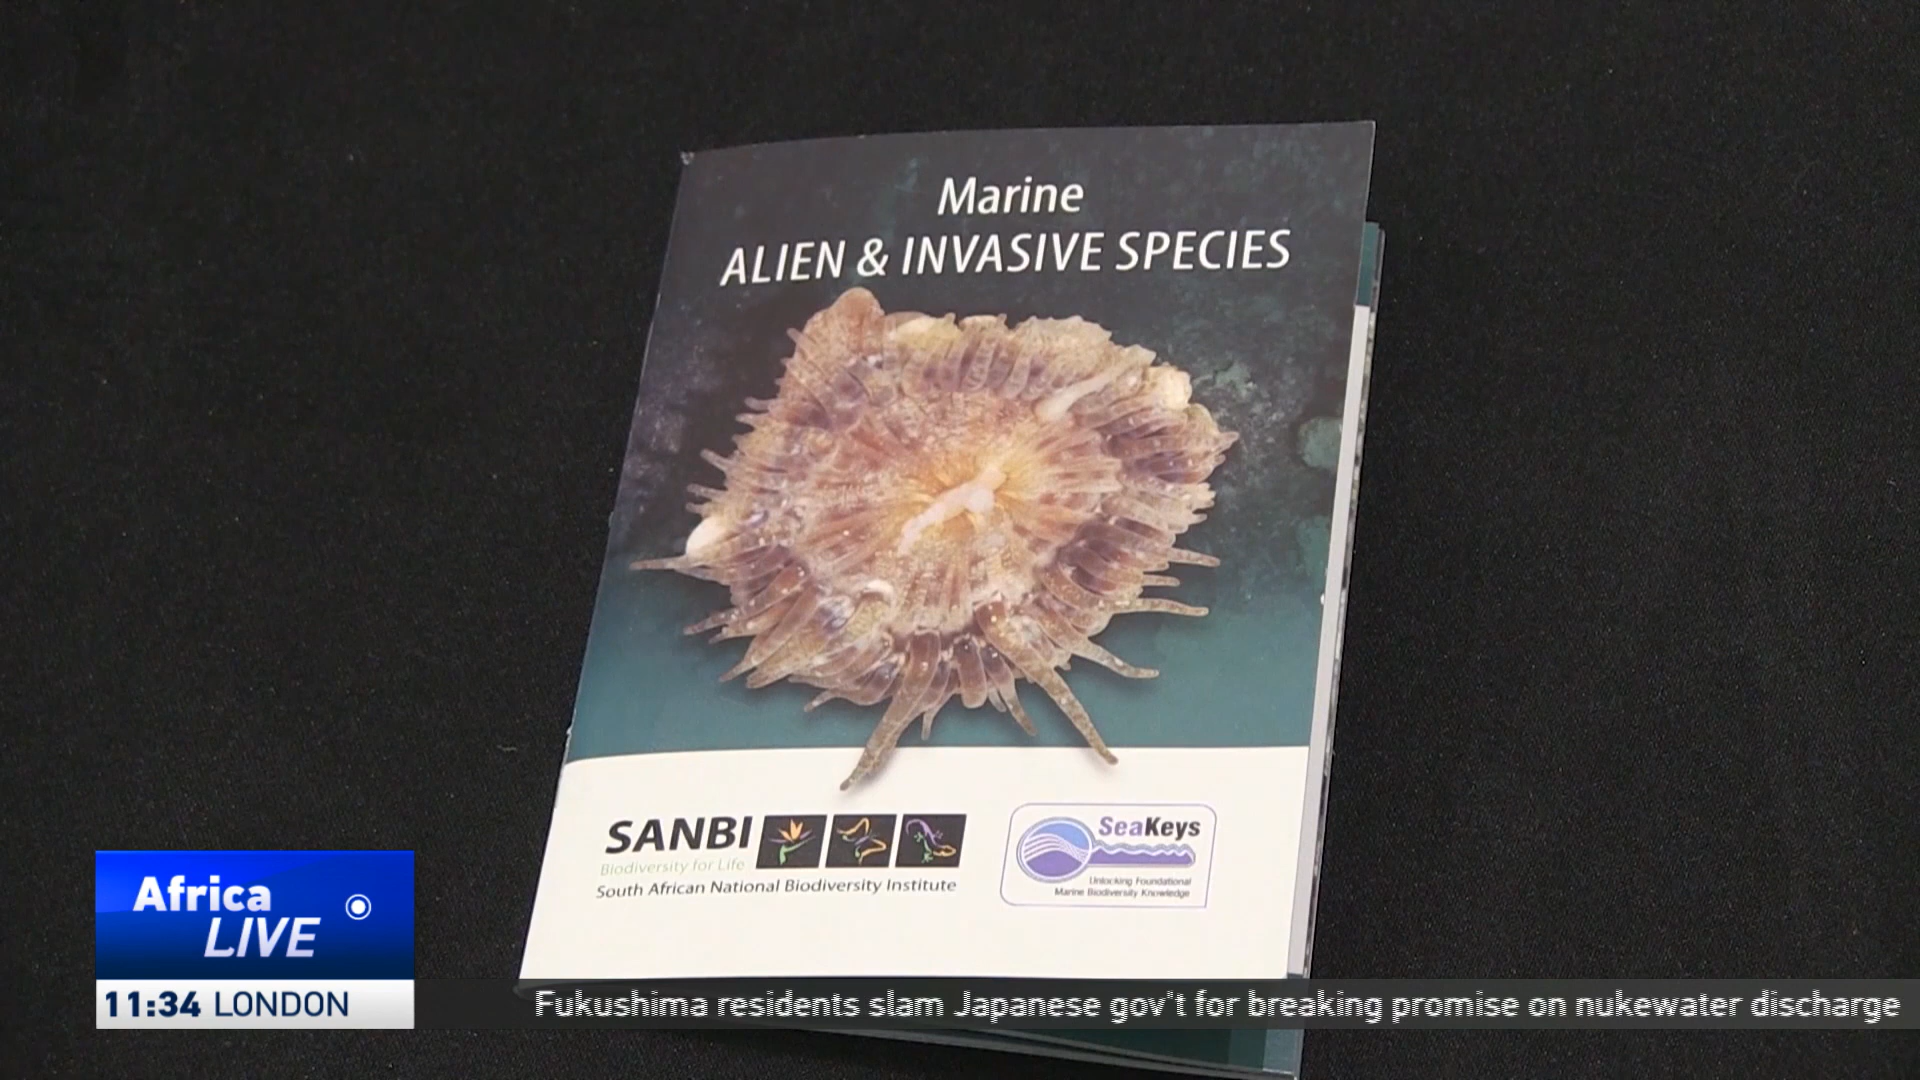 Marine
ALIEN & INVASIVE SPECIES
SANBI
Biodiversity for Life
South African National Biodiversity Institute
SeaKeys
Unlocking Foundational
Marine Biodiversity Knowledge
Africa
LIVE
11:34 LONDON
Fukushima residents slam Japanese gov't for breaking promise on nukewater discharge